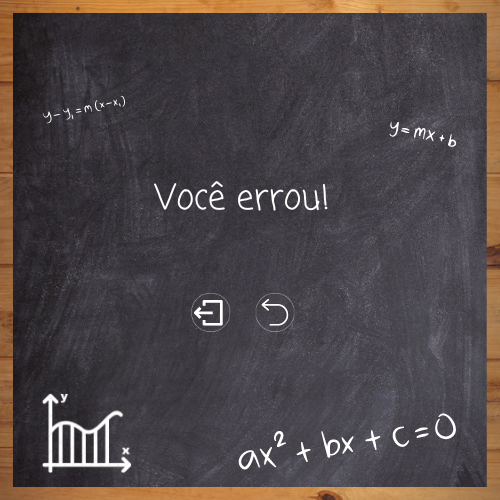 y-y₁=m(x-x₁)
y=mx+b
Você errou!
y
x
ax²+bx+c=0